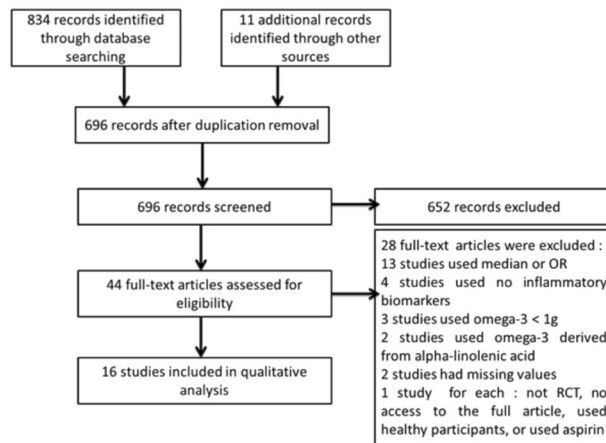 834 records identified
through database
searching
11 additional records
identified through other
sources
696 records after duplication removal
696 records screened
652 records excluded
44 full-text articles assessed for
eligibility
28 full-text articles were excluded :
13 studies used median or OR
4 studies used no inflammatory
biomarkers
3 studies used omega-3 < 1g
2 studies used omega-3 derived
from alpha-linolenic acid
2 studies had missing values
1 study for each : not RCT, no
access to the full article, used
healthy participants, or used aspirin
16 studies included in qualitative
analysis